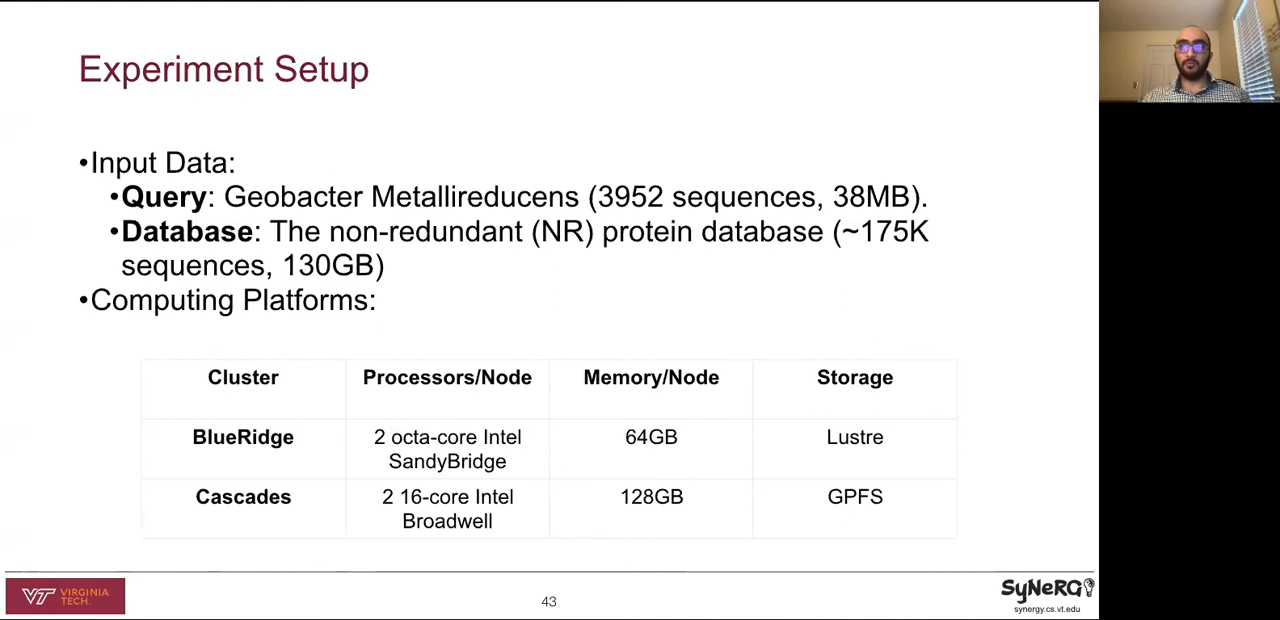 Experiment Setup
•Input Data:
•Query: Geobacter Metallireducens (3952 sequences, 38MB).
•Database: The non-redundant (NR) protein database (~175K
sequences, 130GB)
•Computing Platforms:
Cluster Processors/Node Memory/Node Storage
BlueRidge 2 octa-core Intel 64GB Lustre
SandyBridge
Cascades 2 16-core Intel 128GB GPFS
Broadwell
VT VIRGINIA
TECH.
43
SyNeRGy
synergy.cs.vt.edu